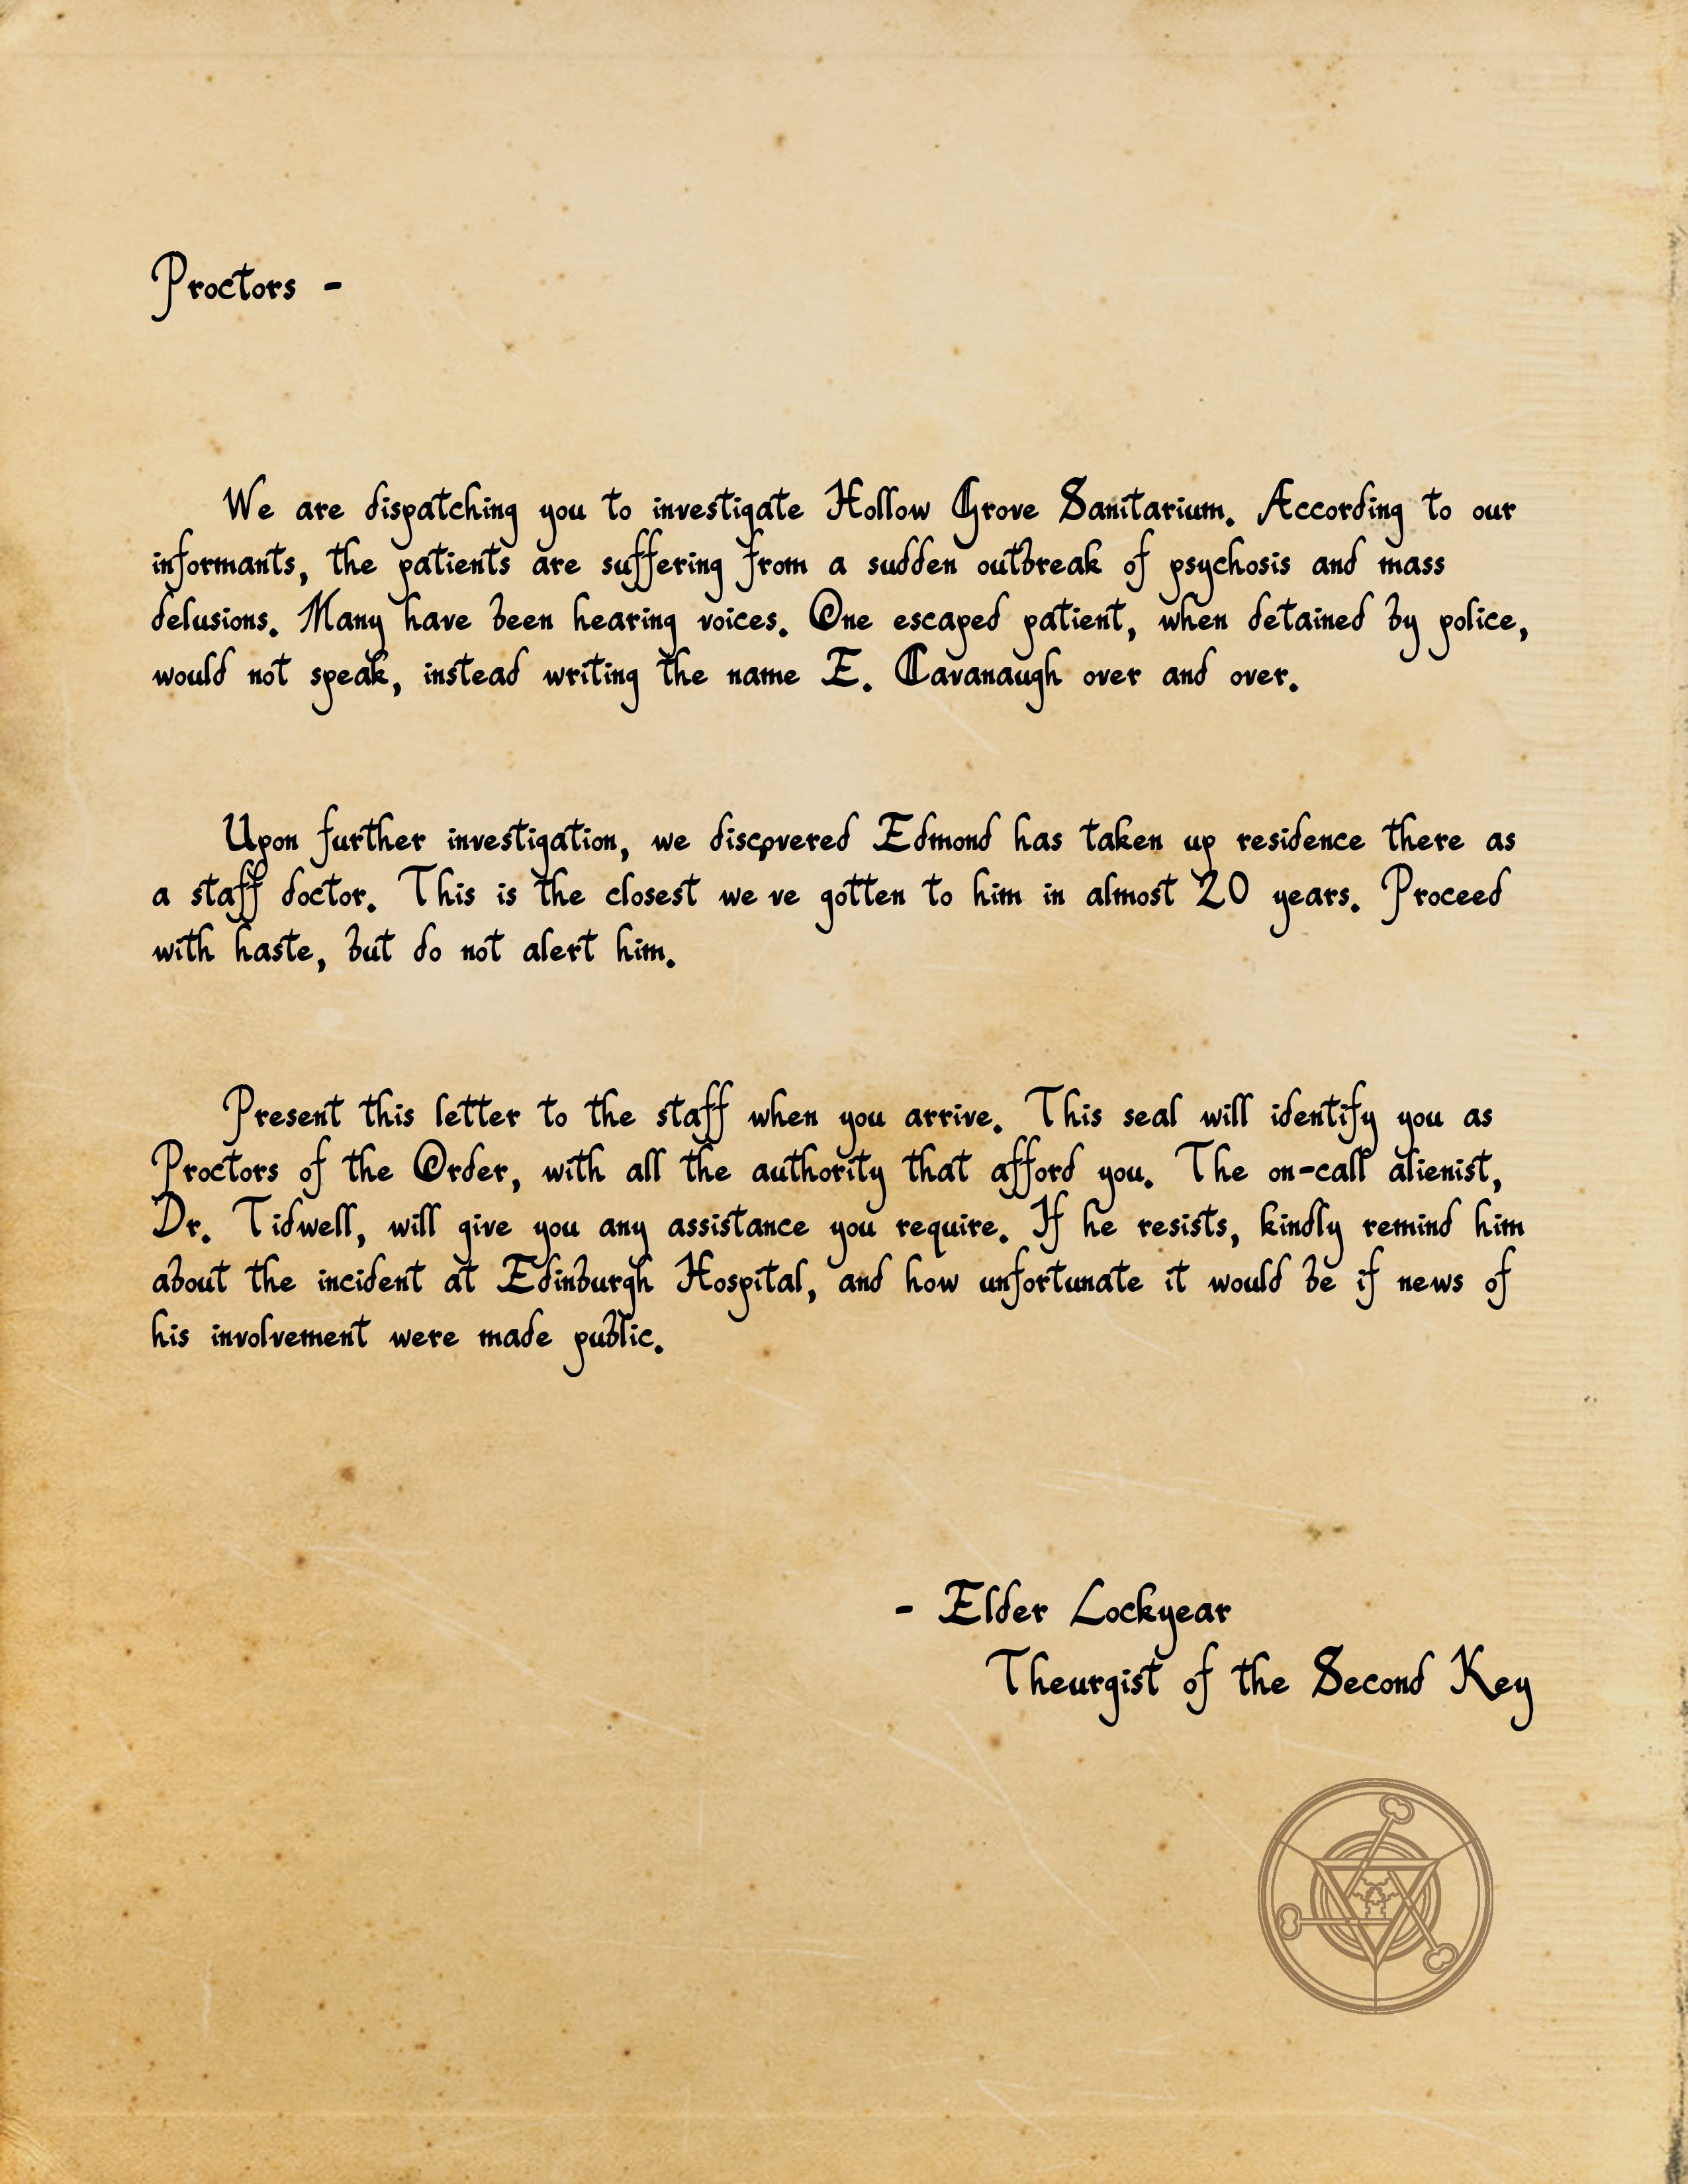 Proctors -
We are dispatching you to investigate Hollow Grove Sanitarium. According to our
informants, the patients are suffering from a sudden outbreak of psychosis and mass
delusions. Many have been hearing voices. One escaped patient, when detained by police,
would not speak, instead writing the name E. Cavanaugh over and over.
Upon further investigation, we discovered Edmond has taken up residence there as
a staff doctor. This is the closest we ve gotten to him in almost 20 years. Proceed
with haste, but do not alert him.
Present this letter to the staff when you arrive. This seal will identify you as
Proctors of the Order, with all the authority that afford you. The on-call alienist,
Dr. Tidwell, will give you any assistance you require. If he resists, kindly remind him
about the incident at Edinburgh Hospital, and how unfortunate it would be if news of
his involvement were made public.
- Elder Lockyear
Theurgist of the Second Key